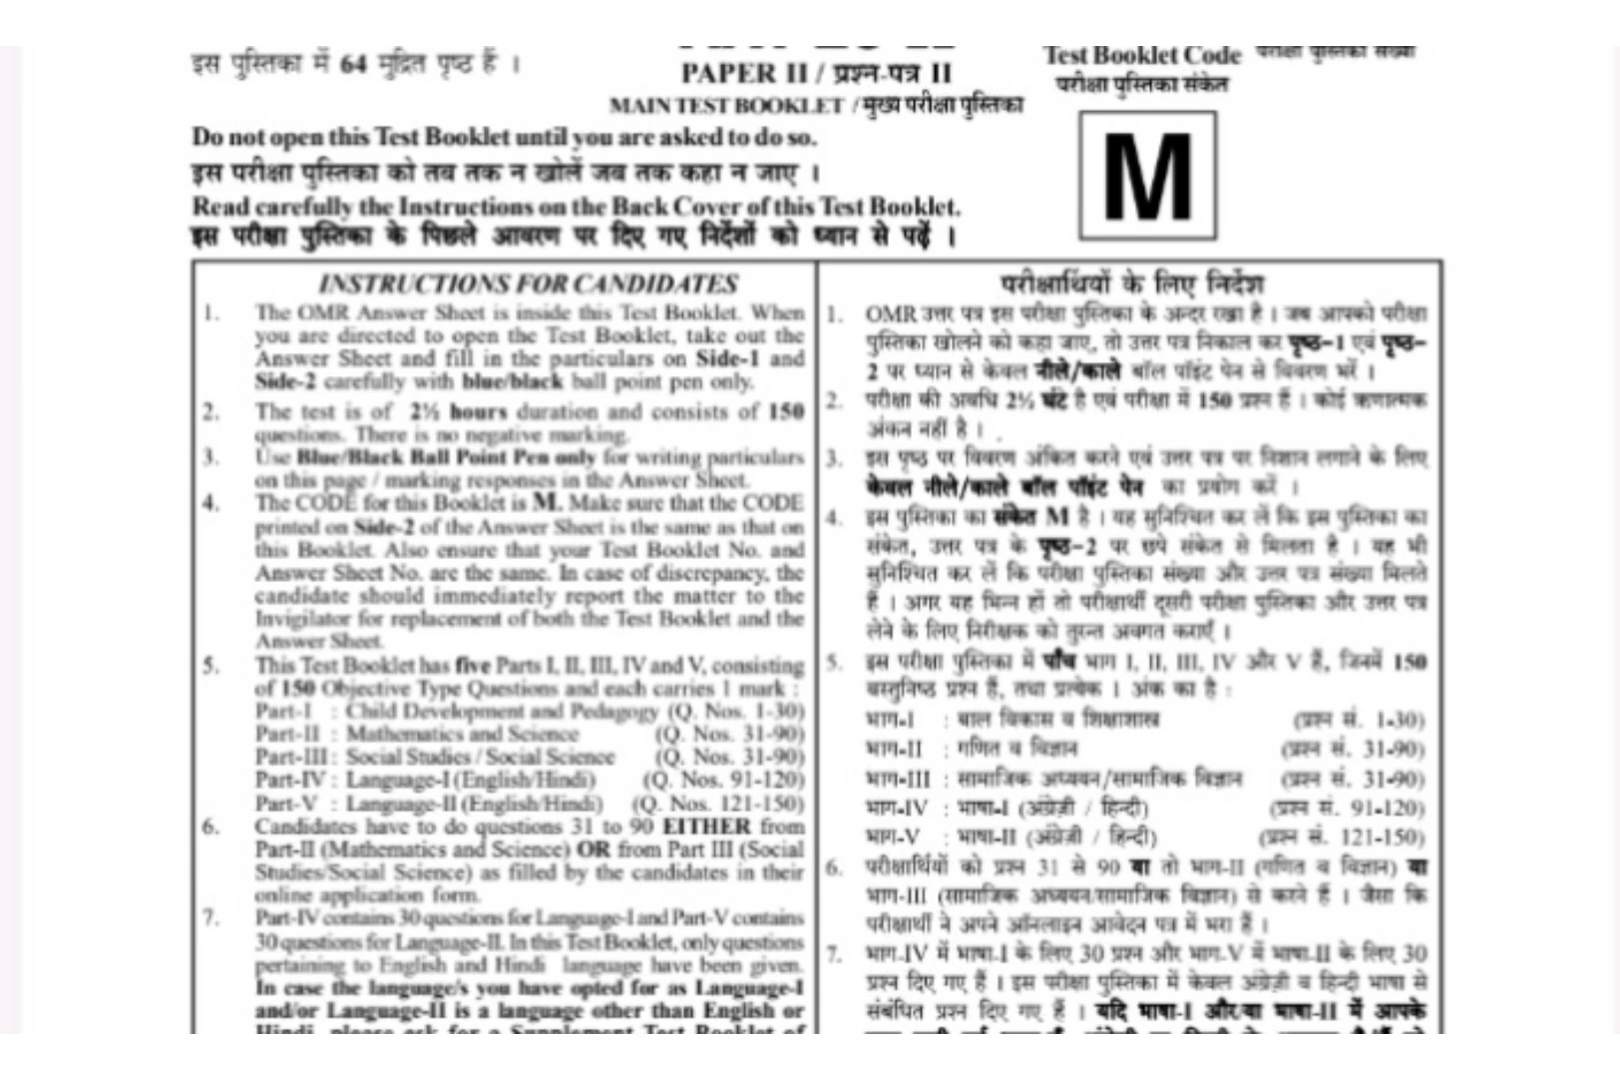 इस पुस्तिका में 64 मुद्रित पृष्ठ हैं ।
PAPER II / प्रश्न-पत्र II
MAIN TEST BOOKLET / मुख्य परीक्षा पुस्तिका
Test Booklet Code परीक्षा पुस्तिका संख्या
परीक्षा पुस्तिका संकेत
M
Do not open this Test Booklet until you are asked to do so.
इस परीक्षा पुस्तिका को तब तक न खोलें जब तक कहा न जाए ।
Read carefully the Instructions on the Back Cover of this Test Booklet.
इस परीक्षा पुस्तिका के पिछले आवरण पर दिए गए निर्देशों को ध्यान से पढ़ें ।
INSTRUCTIONS FOR CANDIDATES
1. The OMR Answer Sheet is inside this Test Booklet. When
you are directed to open the Test Booklet, take out the
Answer Sheet and fill in the particulars on Side-1 and
Side-2 carefully with blue/black ball point pen only.
2. The test is of 2½ hours duration and consists of 150
questions. There is no negative marking.
3. Use Blue/Black Ball Point Pen only for writing particulars
on this page / marking responses in the Answer Sheet.
4. The CODE for this Booklet is M. Make sure that the CODE
printed on Side-2 of the Answer Sheet is the same as that on
this Booklet. Also ensure that your Test Booklet No. and
Answer Sheet No. are the same. In case of discrepancy, the
candidate should immediately report the matter to the
Invigilator for replacement of both the Test Booklet and the
Answer Sheet.
5. This Test Booklet has five Parts I, II, III, IV and V, consisting
of 150 Objective Type Questions and each carries 1 mark :
Part-I : Child Development and Pedagogy (Q. Nos. 1-30)
Part-II : Mathematics and Science (Q. Nos. 31-90)
Part-III : Social Studies / Social Science (Q. Nos. 31-90)
Part-IV : Language-I (English/Hindi) (Q. Nos. 91-120)
Part-V : Language-II (English/Hindi) (Q. Nos. 121-150)
6. Candidates have to do questions 31 to 90 EITHER from
Part-II (Mathematics and Science) OR from Part III (Social
Studies/Social Science) as filled by the candidates in their
online application form.
7. Part-IV contains 30 questions for Language-I and Part-V contains
30 questions for Language-II. In this Test Booklet, only questions
pertaining to English and Hindi language have been given.
In case the language/s you have opted for as Language-I
and/or Language-II is a language other than English or
Hindi, please ask for a Supplement Test Booklet of
परीक्षार्थियों के लिए निर्देश
1. OMR उत्तर पत्र इस परीक्षा पुस्तिका के अन्दर रखा है । जब आपको परीक्षा
पुस्तिका खोलने को कहा जाए, तो उत्तर पत्र निकाल कर पृष्ठ-1 एवं पृष्ठ-
2 पर ध्यान से केवल नीले/काले बॉल पॉइंट पेन से विवरण भरें ।
2. परीक्षा की अवधि 2½ घंटे है एवं परीक्षा में 150 प्रश्न हैं । कोई ऋणात्मक
अंकन नहीं है ।
3. इस पृष्ठ पर विवरण अंकित करने एवं उत्तर पत्र पर निशान लगाने के लिए
केवल नीले/काले बॉल पॉइंट पेन का प्रयोग करें ।
4. इस पुस्तिका का संकेत M है । यह सुनिश्चित कर लें कि इस पुस्तिका का
संकेत, उत्तर पत्र के पृष्ठ-2 पर छपे संकेत से मिलता है । यह भी
सुनिश्चित कर लें कि परीक्षा पुस्तिका संख्या और उत्तर पत्र संख्या मिलते
हैं । अगर यह भिन्न हों तो परीक्षार्थी दूसरी परीक्षा पुस्तिका और उत्तर पत्र
लेने के लिए निरीक्षक को तुरन्त अवगत कराएँ ।
5. इस परीक्षा पुस्तिका में पाँच भाग I, II, III, IV और V हैं, जिनमें 150
वस्तुनिष्ठ प्रश्न हैं, तथा प्रत्येक 1 अंक का है :
भाग-I : बाल विकास व शिक्षाशास्त्र (प्रश्न सं. 1-30)
भाग-II : गणित व विज्ञान (प्रश्न सं. 31-90)
भाग-III : सामाजिक अध्ययन/सामाजिक विज्ञान (प्रश्न सं. 31-90)
भाग-IV : भाषा-I (अंग्रेज़ी / हिन्दी) (प्रश्न सं. 91-120)
भाग-V : भाषा-II (अंग्रेज़ी / हिन्दी) (प्रश्न सं. 121-150)
6. परीक्षार्थियों को प्रश्न 31 से 90 या तो भाग-II (गणित व विज्ञान) या
भाग-III (सामाजिक अध्ययन/सामाजिक विज्ञान) से करने हैं । जैसा कि
परीक्षार्थी ने अपने ऑनलाइन आवेदन पत्र में भरा हैं ।
7. भाग-IV में भाषा-I के लिए 30 प्रश्न और भाग-V में भाषा-II के लिए 30
प्रश्न दिए गए हैं । इस परीक्षा पुस्तिका में केवल अंग्रेज़ी व हिन्दी भाषा से
संबंधित प्रश्न दिए गए हैं । यदि भाषा-I और/या भाषा-II में आपके